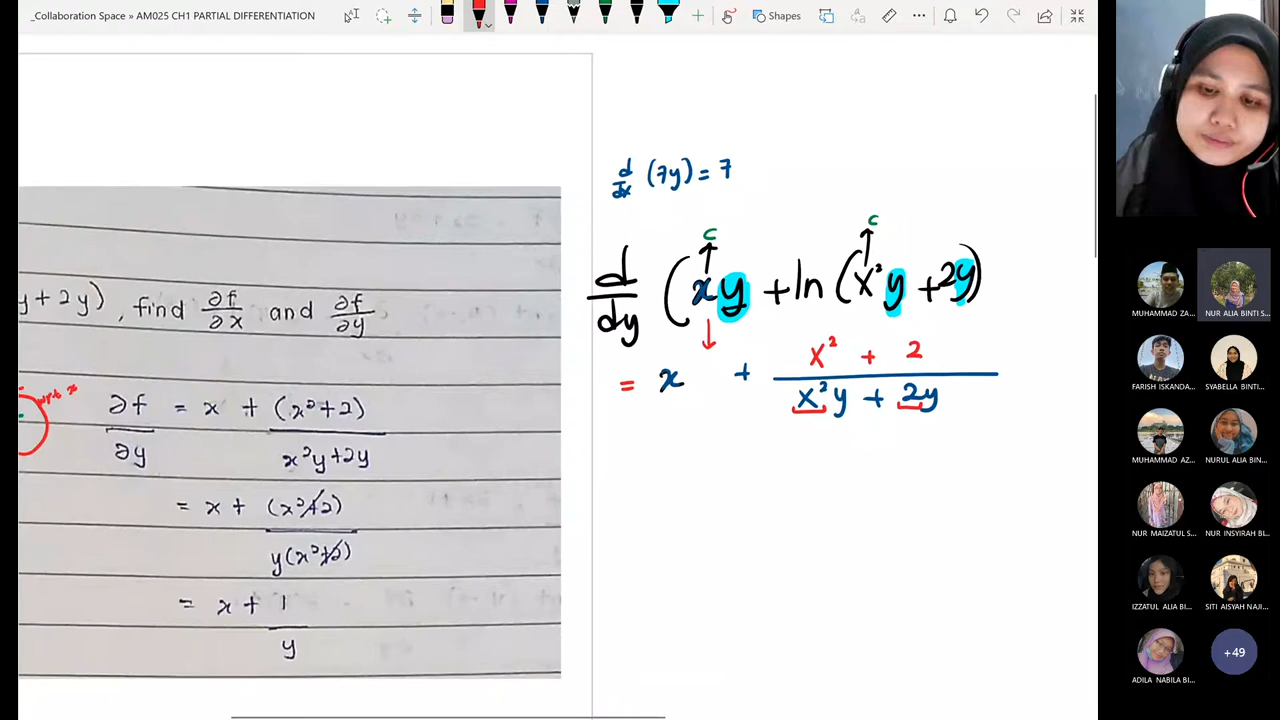 _Collaboration Space » AM025 CH1 PARTIAL DIFFERENTIATION
Shapes
y + 2y) , find ∂f/∂x and ∂f/∂y
wrt x
∂f/∂y = x + (x²+2)/x²y+2y
= x + (x²+2)/y(x²+2)
= x + 1/y
d/dx (7y) = 7
c c
d/dy (xy + ln (x²y + 2y)
= x + x² + 2/x²y + 2y
MUHAMMAD ZA...
NUR ALIA BINTI S...
FARISH ISKANDA...
SYABELLA BINTI...
MUHAMMAD AZ...
NURUL ALIA BIN...
NUR MAIZATUL S...
NUR INSYIRAH BI...
IZZATUL ALIA BI...
SITI AISYAH NAJI...
ADILA NABILA BI...
+49